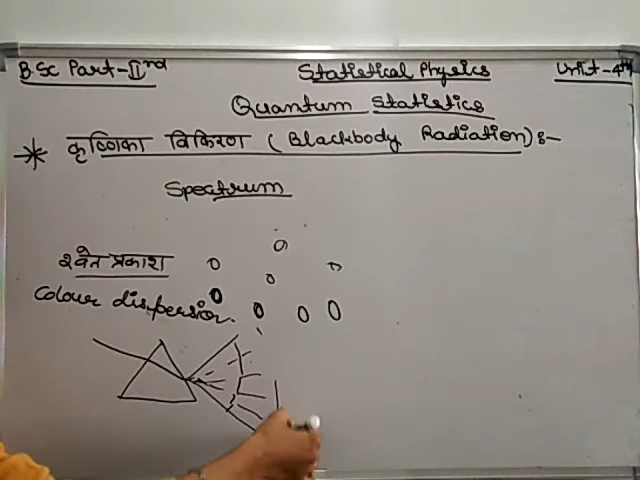 B.Sc Part-IInd Statistical Physics Unit-4th
Quantum Statistics
* कृष्णिका विकिरण ( Blackbody Radiation) :-
Spectrum
श्वेत प्रकाश
Colour dispersion.